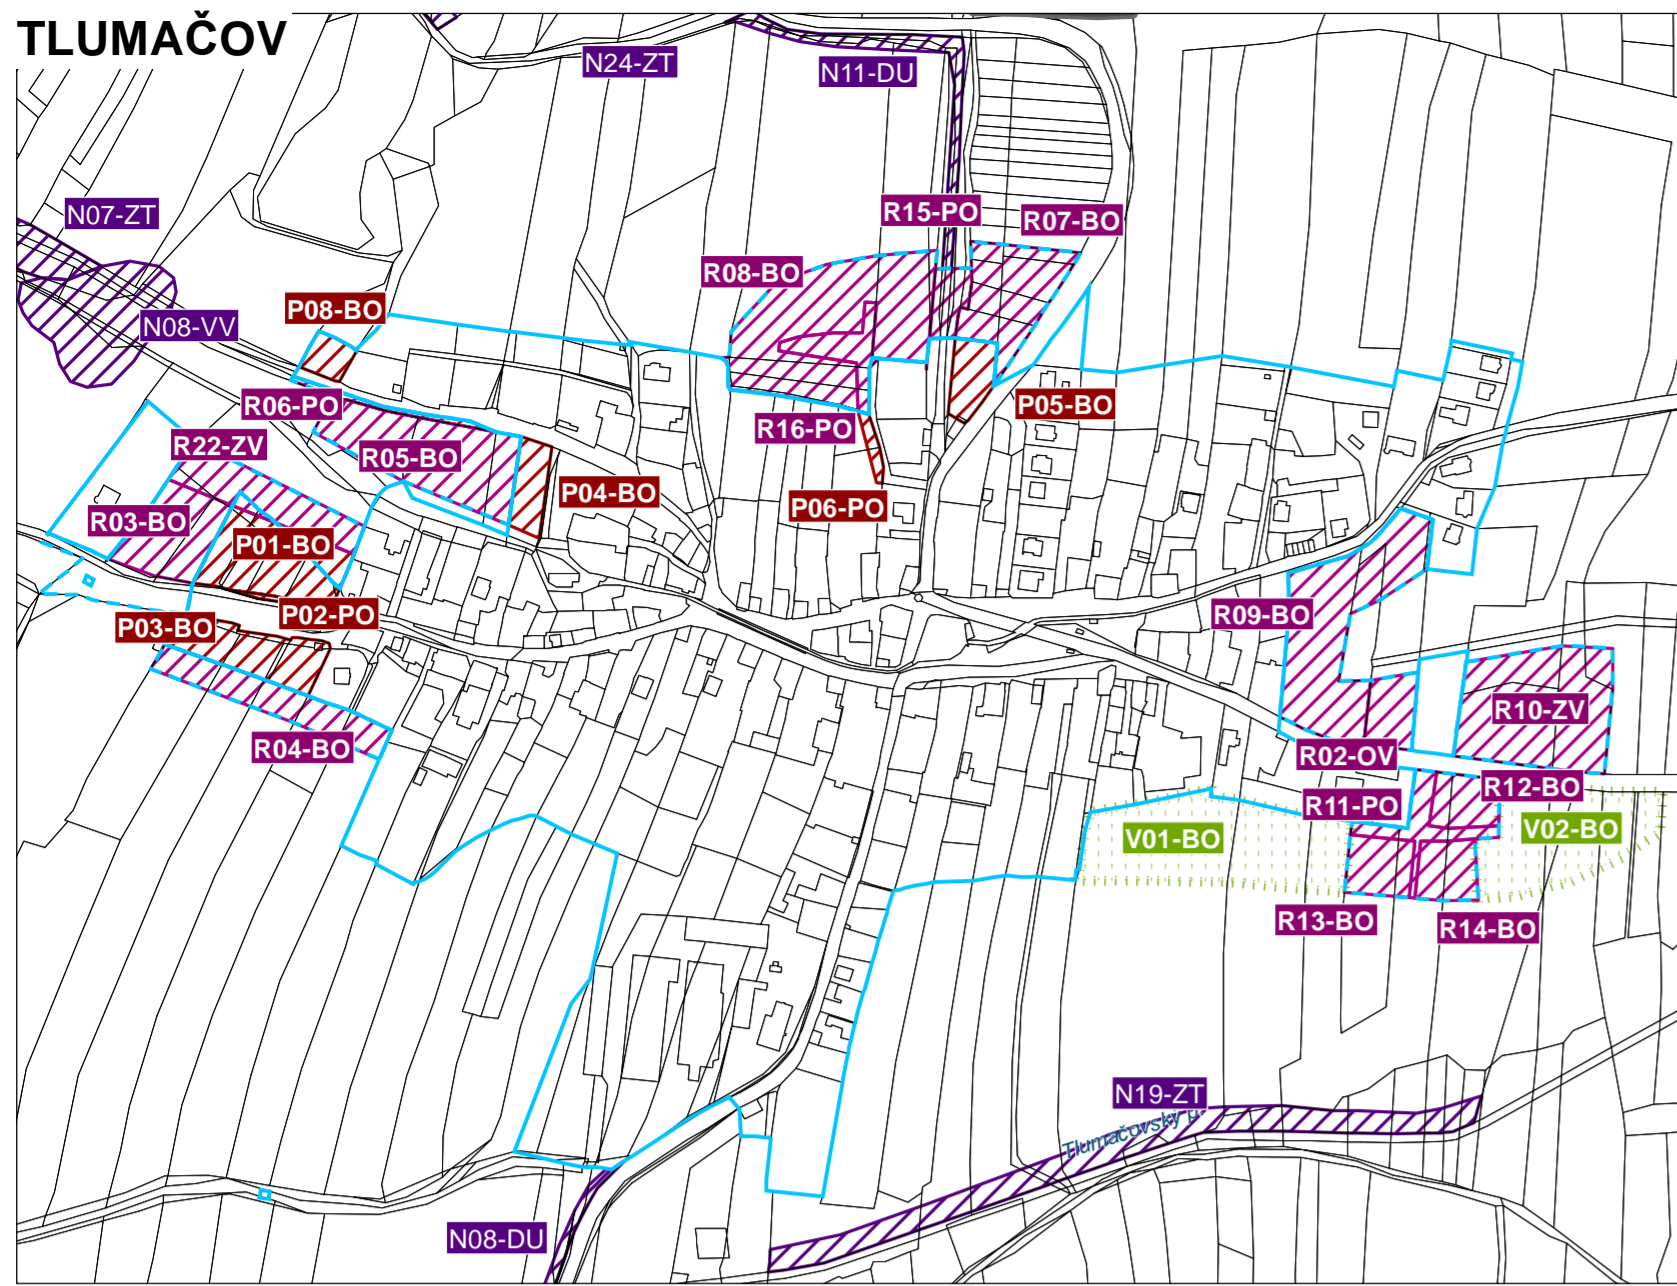 TLUMAČOV
N24-ZT
N11-DU
N07-ZT
R15-PO
R07-BO
R08-BO
P08-BO
N08-VV
R06-PO
P05-BO
R16-PO
R22-ZV
R05-BO
P04-BO
P06-PO
R03-BO
P01-BO
P02-PO
R09-BO
P03-BO
R10-ZV
R04-BO
R02-OV
R12-BO
R11-PO
V01-BO
V02-BO
R13-BO
R14-BO
N19-ZT
Tlumačovský p.
N08-DU